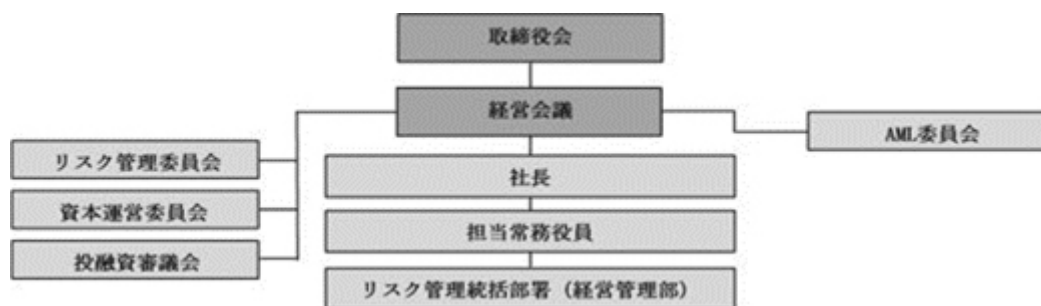 取締役会
経営会議
AML委員会
リスク管理委員会
社長
資本運営委員会
担当常務役員
投融資審議会
リスク管理統括部署（経営管理部）